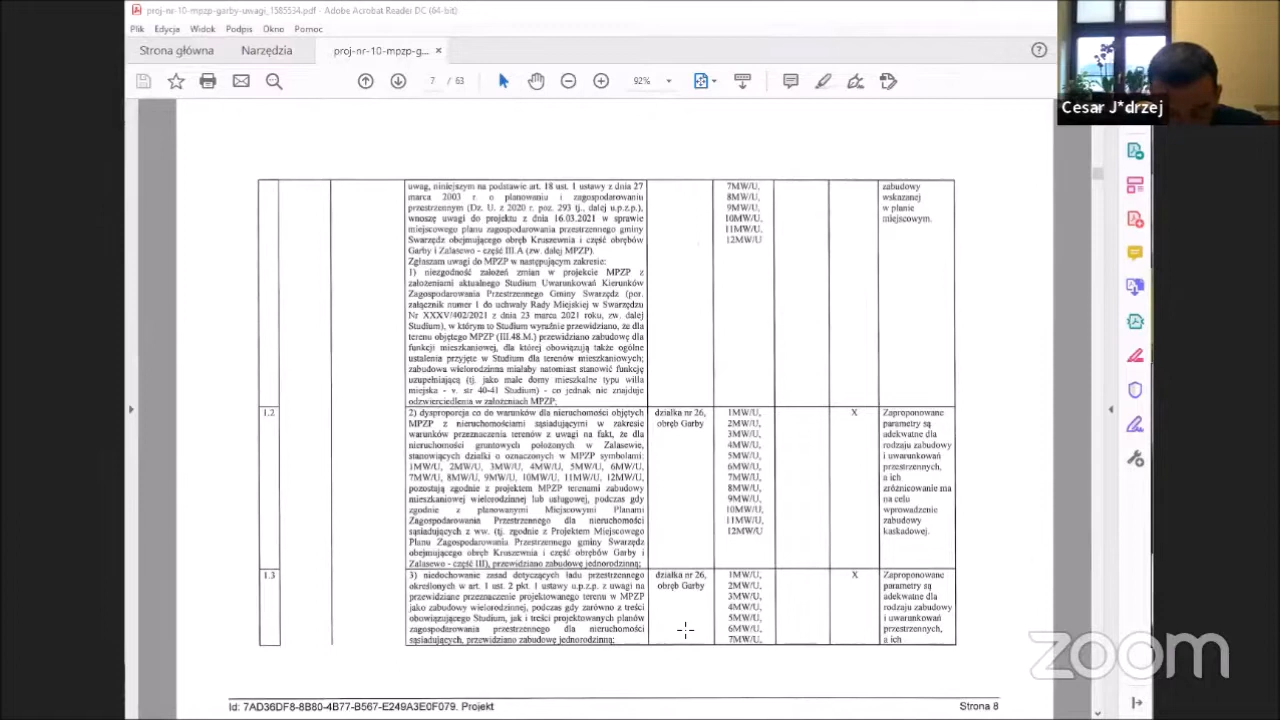 proj-nr-10-mpzp-garby-uwagi_1585534.pdf - Adobe Acrobat Reader DC (64-bit)
Plik Edycja Widok Podpis Okno Pomoc
Strona główna Narzędzia proj-nr-10-mpzp-g... ×
7 / 63 92%
Cesar J*drzej
uwag, niniejszym na podstawie art. 18 ust. 1 ustawy z dnia 27
marca 2003 r. o planowaniu i zagospodarowaniu
przestrzennym (Dz. U. z 2020 r. poz. 293 tj., dalej u.p.z.p.),
wnoszę uwagi do projektu z dnia 16.03.2021 w sprawie
miejscowego planu zagospodarowania przestrzennego gminy
Swarzędz obejmującego obręb Kruszewnia i część obrębów
Garby i Zalasewo - część III.A (zw. dalej MPZP).
Zgłaszam uwagi do MPZP w następującym zakresie:
1) niezgodność założeń zmian w projekcie MPZP z
założeniami aktualnego Studium Uwarunkowań Kierunków
Zagospodarowania Przestrzennego Gminy Swarzędz (por.
załącznik numer 1 do uchwały Rady Miejskiej w Swarzędzu
Nr XXXV/402/2021 z dnia 23 marca 2021 roku, zw. dalej
Studium), w którym to Studium wyraźnie przewidziano, że dla
terenu objętego MPZP (III.48.M.) przewidziano zabudowę dla
funkcji mieszkaniowej, dla której obowiązują także ogólne
ustalenia przyjęte w Studium dla terenów mieszkaniowych;
zabudowa wielorodzinna miałaby natomiast stanowić funkcję
uzupełniającą (tj. jako małe domy mieszkalne typu willa
miejska - v. str 40-41 Studium) - co jednak nie znajduje
odzwierciedlenia w założeniach MPZP;
7MW/U,
8MW/U,
9MW/U,
10MW/U,
11MW/U,
12MW/U
zabudowy
wskazanej
w planie
miejscowym.
1.2
2) dysproporcja co do warunków dla nieruchomości objętych
MPZP z nieruchomościami sąsiadującymi w zakresie
warunków przeznaczenia terenów z uwagi na fakt, że dla
nieruchomości gruntowych położonych w Zalasewie,
stanowiących działki o oznaczonych w MPZP symbolami:
1MW/U, 2MW/U, 3MW/U, 4MW/U, 5MW/U, 6MW/U,
7MW/U, 8MW/U, 9MW/U, 10MW/U, 11MW/U, 12MW/U,
pozostają zgodnie z projektem MPZP terenami zabudowy
mieszkaniowej wielorodzinnej lub usługowej, podczas gdy
zgodnie z planowanymi Miejscowymi Planami
Zagospodarowania Przestrzennego dla nieruchomości
sąsiadujących z ww. (tj. zgodnie z Projektem Miejscowego
Planu Zagospodarowania Przestrzennego gminy Swarzędz
obejmującego obręb Kruszewnia i część obrębów Garby i
Zalasewo - część III), przewidziano zabudowę jednorodzinną;
działka nr 26,
obręb Garby
1MW/U,
2MW/U,
3MW/U,
4MW/U,
5MW/U,
6MW/U,
7MW/U,
8MW/U,
9MW/U,
10MW/U,
11MW/U,
12MW/U
X
Zaproponowane
parametry są
adekwatne dla
rodzaju zabudowy
i uwarunkowań
przestrzennych,
a ich
zróżnicowanie ma
na celu
wprowadzenie
zabudowy
kaskadowej.
1.3
3) niedochowanie zasad dotyczących ładu przestrzennego
określonych w art. 1 ust. 2 pkt. 1 ustawy u.p.z.p. z uwagi na
przewidziane przeznaczenie projektowanego terenu w MPZP
jako zabudowy wielorodzinnej, podczas gdy zarówno z treści
obowiązującego Studium, jak i treści projektowanych planów
zagospodarowania przestrzennego dla nieruchomości
sąsiadujących, przewidziano zabudowę jednorodzinną;
działka nr 26,
obręb Garby
1MW/U,
2MW/U,
3MW/U,
4MW/U,
5MW/U,
6MW/U,
7MW/U,
X
Zaproponowane
parametry są
adekwatne dla
rodzaju zabudowy
i uwarunkowań
przestrzennych,
a ich
Id: 7AD36DF8-8B80-4B77-B567-E249A3E0F079. Projekt
Strona 8
zoom